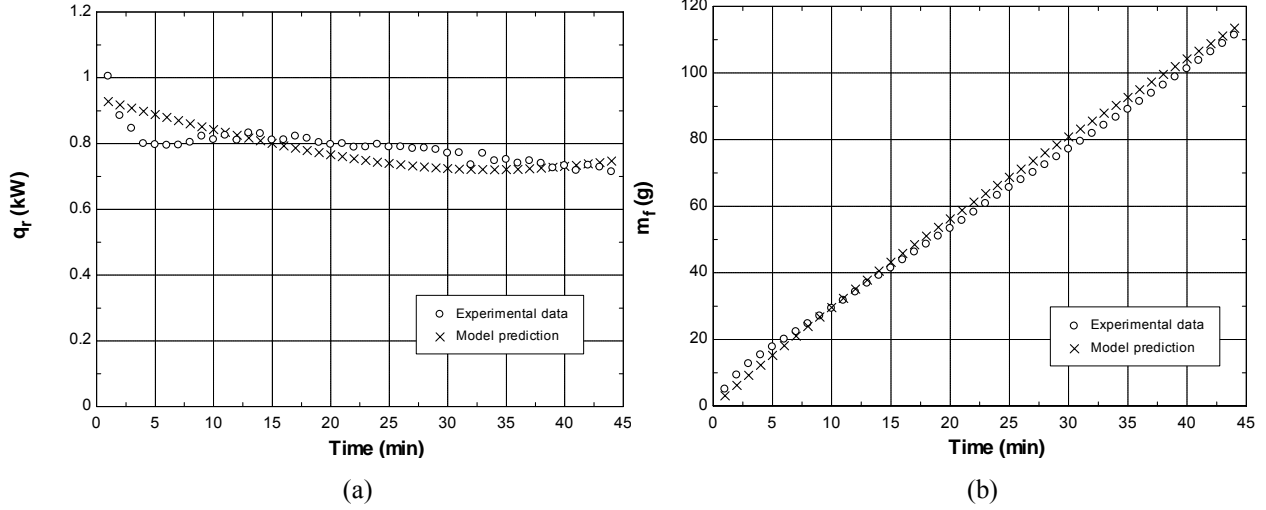 1.2
1
0.8
0.6
0.4
0.2
0
q_r (kW)
○ Experimental data
× Model prediction
0 5 10 15 20 25 30 35 40 45
Time (min)
(a)
120
100
80
60
40
20
0
m_f (g)
○ Experimental data
× Model prediction
0 5 10 15 20 25 30 35 40 45
Time (min)
(b)